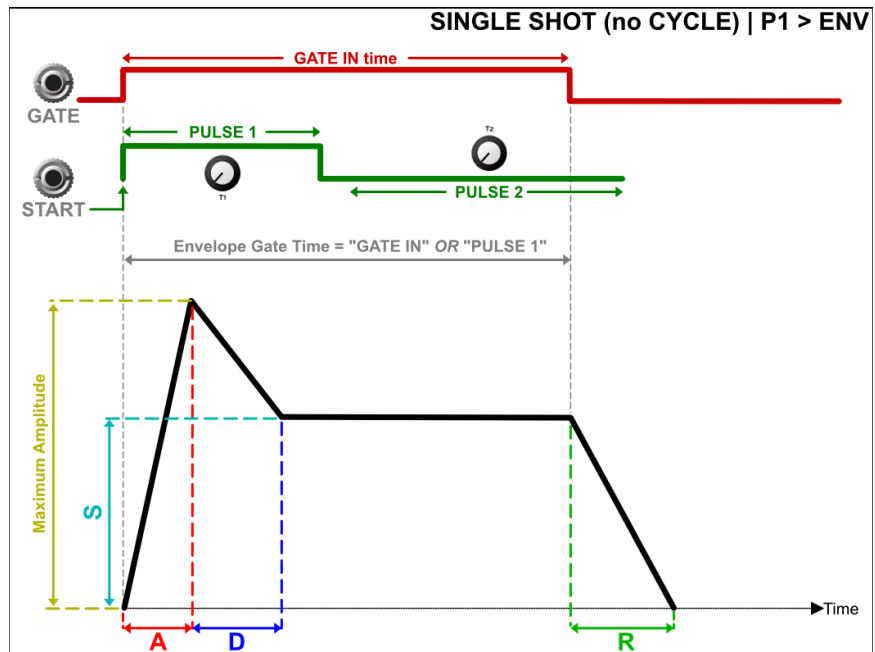 SINGLE SHOT (no CYCLE) | P1 > ENV
GATE IN time
GATE
PULSE 1
T2
T1
PULSE 2
START
Envelope Gate Time = "GATE IN" OR "PULSE 1"
Maximum Amplitude
S
Time
A
D
R